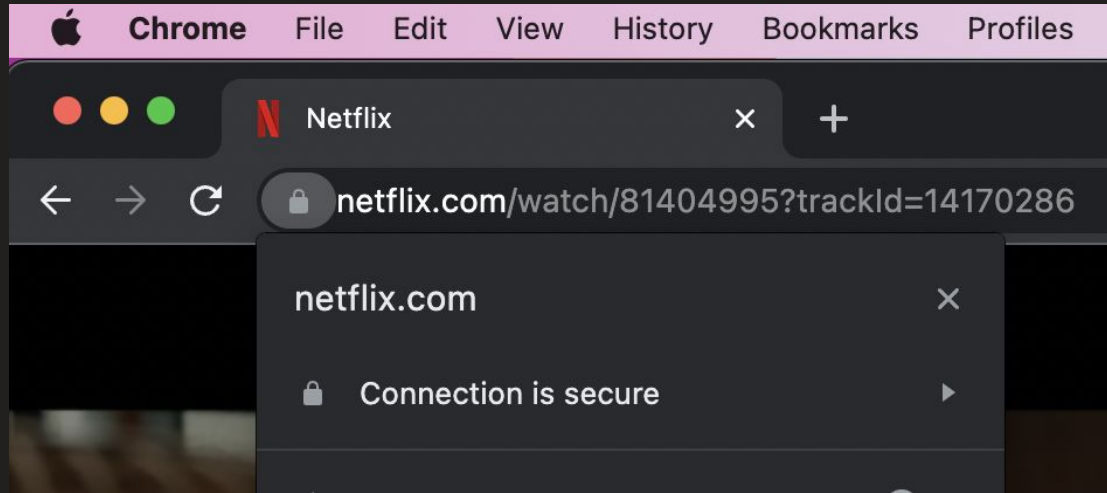 Chrome File Edit View History Bookmarks Profiles
Netflix
netflix.com/watch/81404995?trackId=14170286
netflix.com
Connection is secure